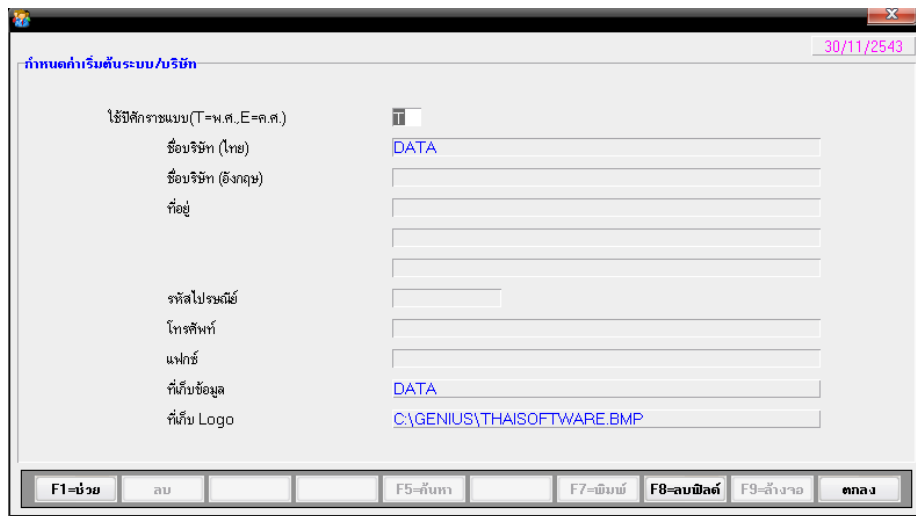 X
30/11/2543
กำหนดค่าเริ่มต้นระบบ/บริษัท
ใช้ปีศักราชแบบ(T=พ.ศ.,E=ค.ศ.) T
ชื่อบริษัท (ไทย) DATA
ชื่อบริษัท (อังกฤษ)
ที่อยู่
รหัสไปรษณีย์
โทรศัพท์
แฟกซ์
ที่เก็บข้อมูล DATA
ที่เก็บ Logo C:\GENIUS\THAISOFTWARE.BMP
F1=ช่วย ลบ F5=ค้นหา F7=พิมพ์ F8=ลบฟิลด์ F9=ล้างจอ ตกลง